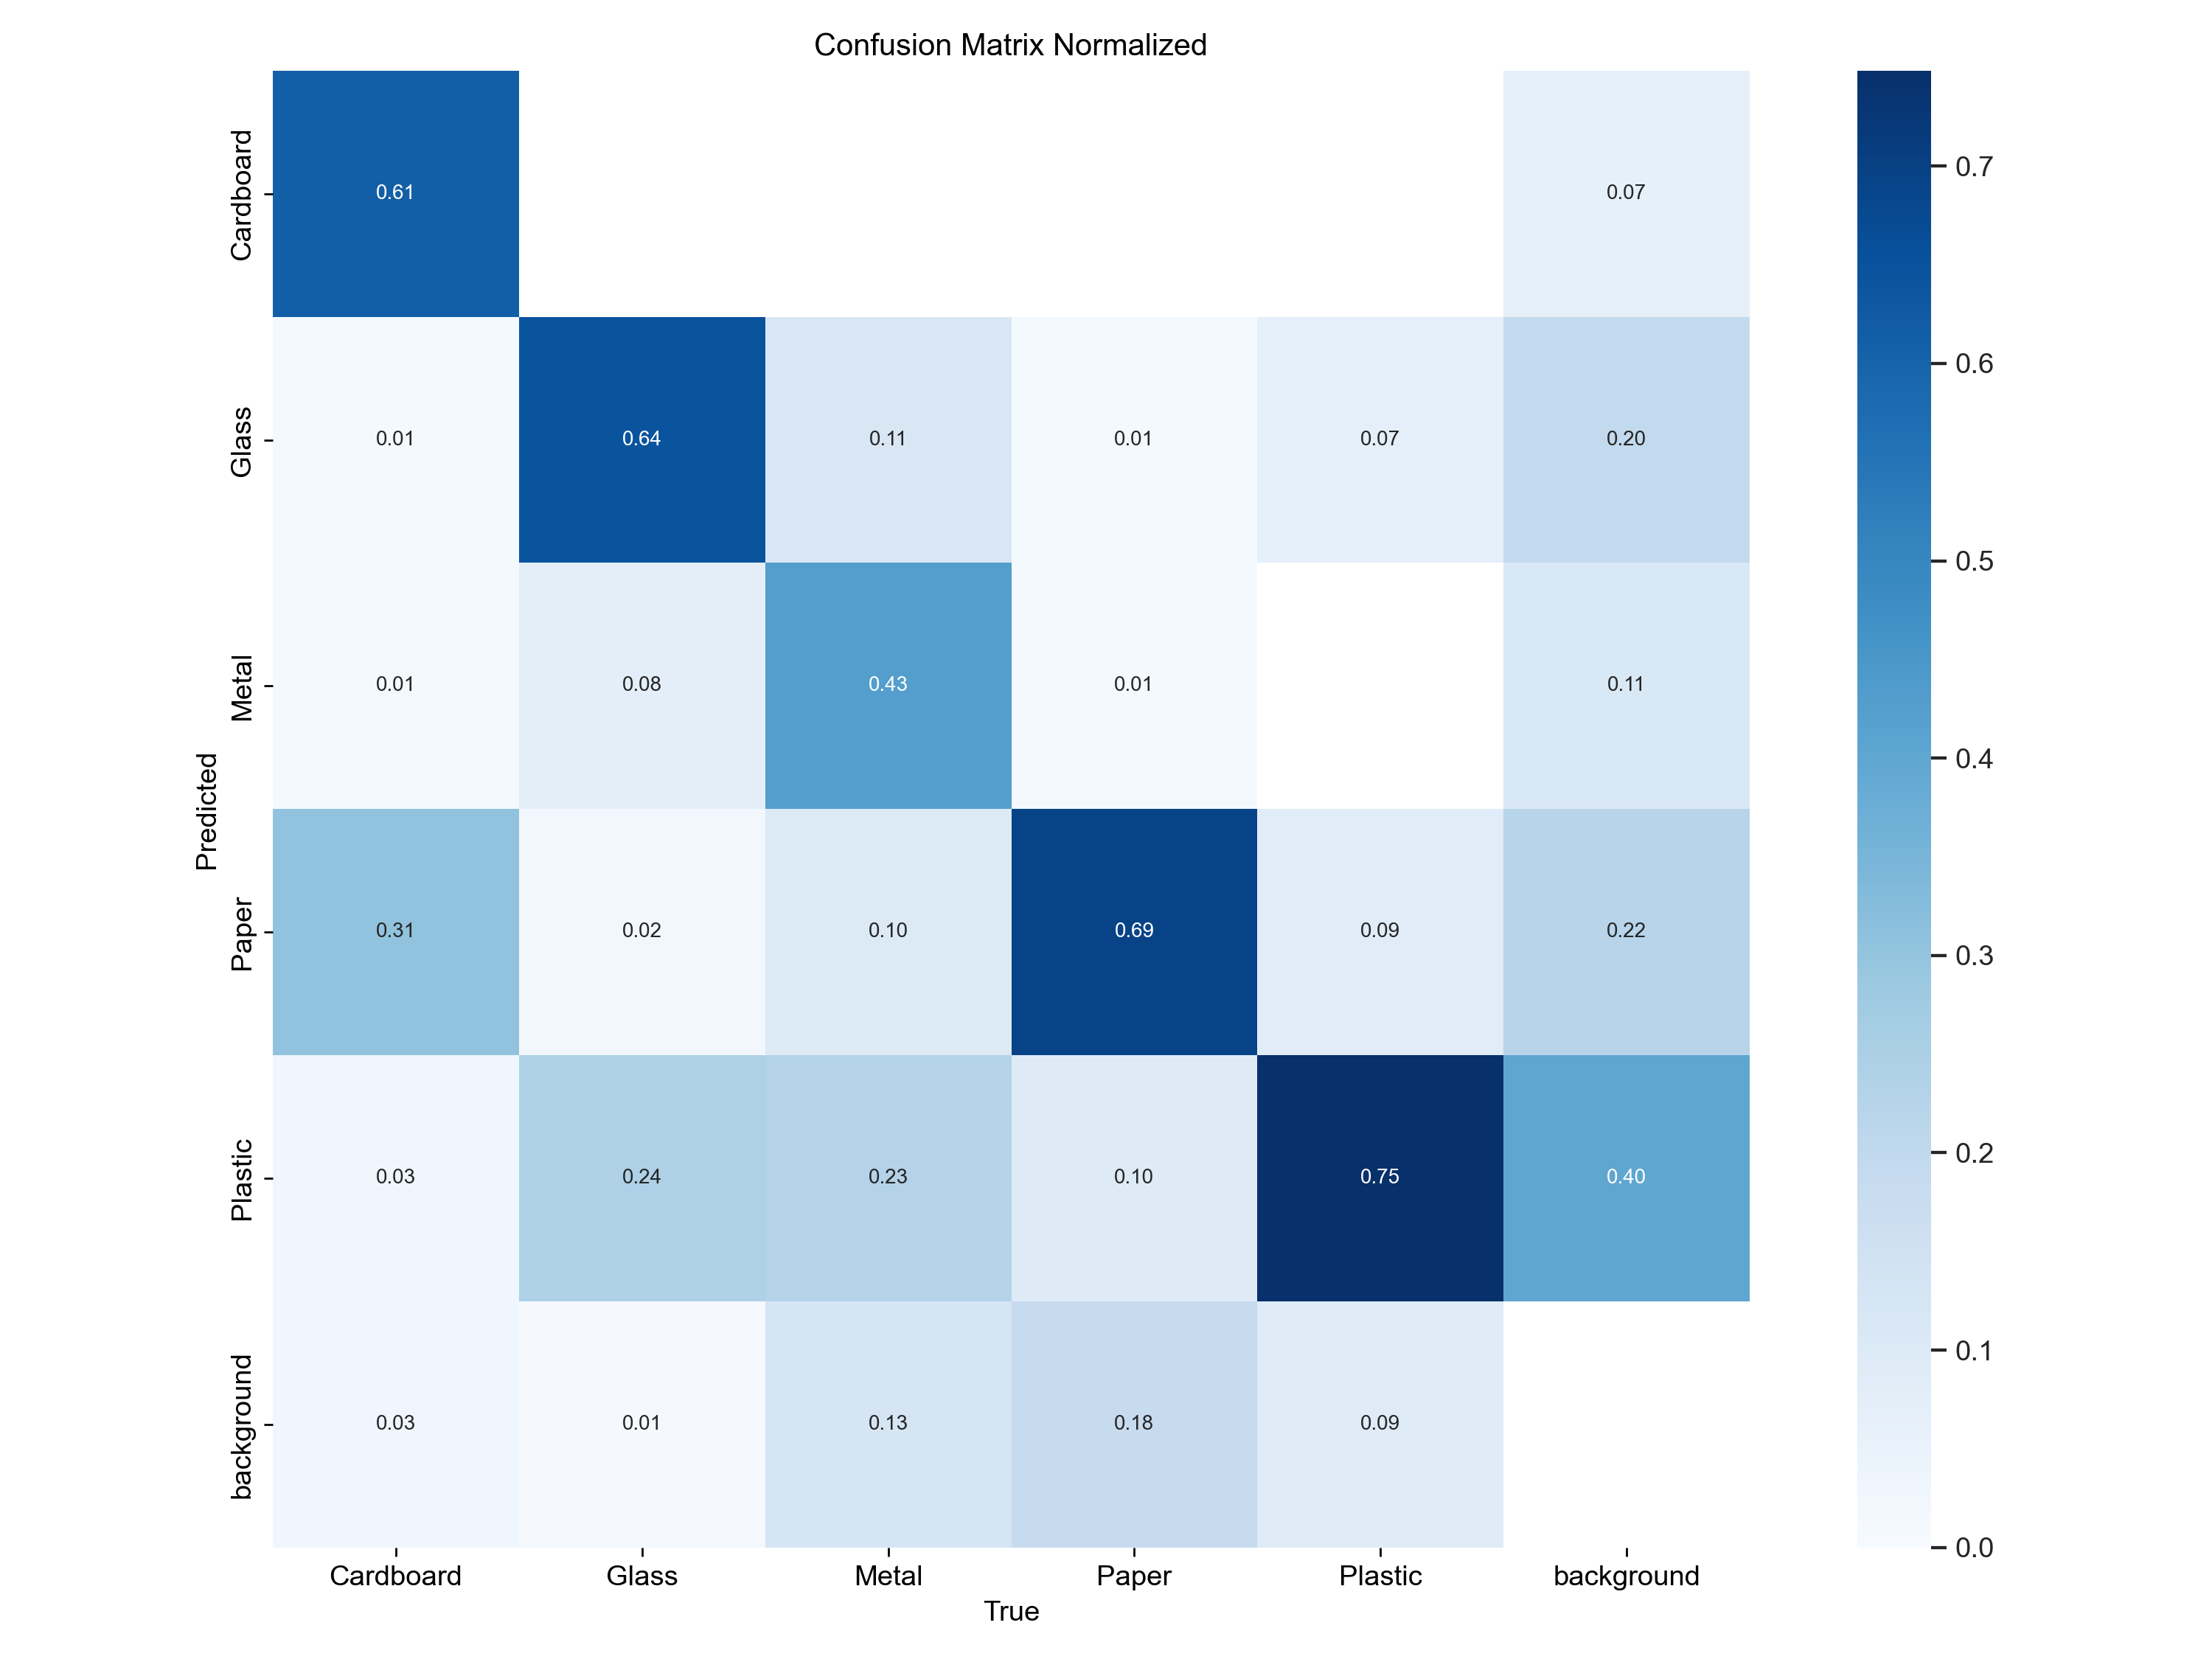 Confusion Matrix Normalized
Cardboard
0.61
0.07
0.7
0.6
Glass
0.01
0.64
0.11
0.01
0.07
0.20
0.5
Metal
0.01
0.08
0.43
0.01
0.11
0.4
Predicted
Paper
0.31
0.02
0.10
0.69
0.09
0.22
0.3
Plastic
0.03
0.24
0.23
0.10
0.75
0.40
0.2
0.1
background
0.03
0.01
0.13
0.18
0.09
0.0
Cardboard
Glass
Metal
Paper
Plastic
background
True